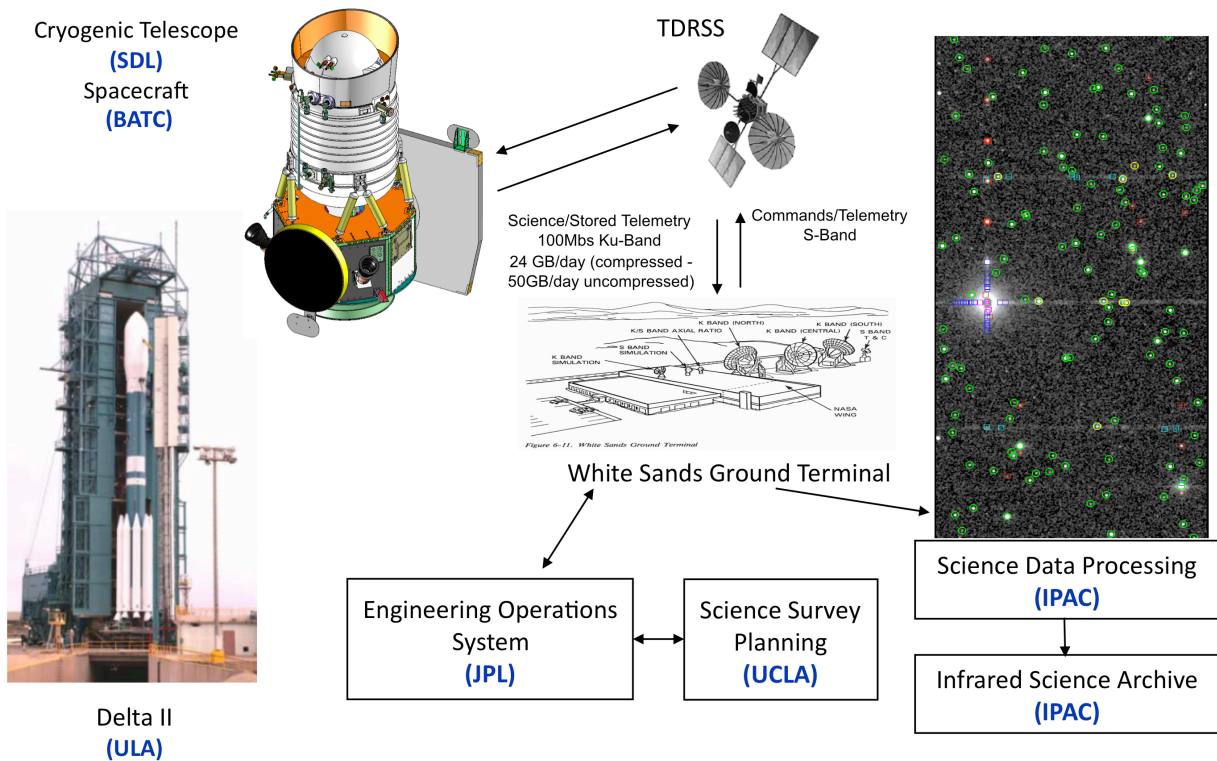 Cryogenic Telescope
(SDL)
Spacecraft
(BATC)
TDRSS
Science/Stored Telemetry
100Mbs Ku-Band
24 GB/day (compressed -
50GB/day uncompressed)
Commands/Telemetry
S-Band
K BAND (NORTH)
K BAND (SOUTH)
K/S BAND AXIAL RATIO
K BAND (CENTRAL)
S BAND
T & C
S BAND
SIMULATION
K BAND
SIMULATION
NASA
WING
Figure 6-11. White Sands Ground Terminal
White Sands Ground Terminal
Engineering Operations
System
(JPL)
Science Survey
Planning
(UCLA)
Science Data Processing
(IPAC)
Infrared Science Archive
(IPAC)
Delta II
(ULA)